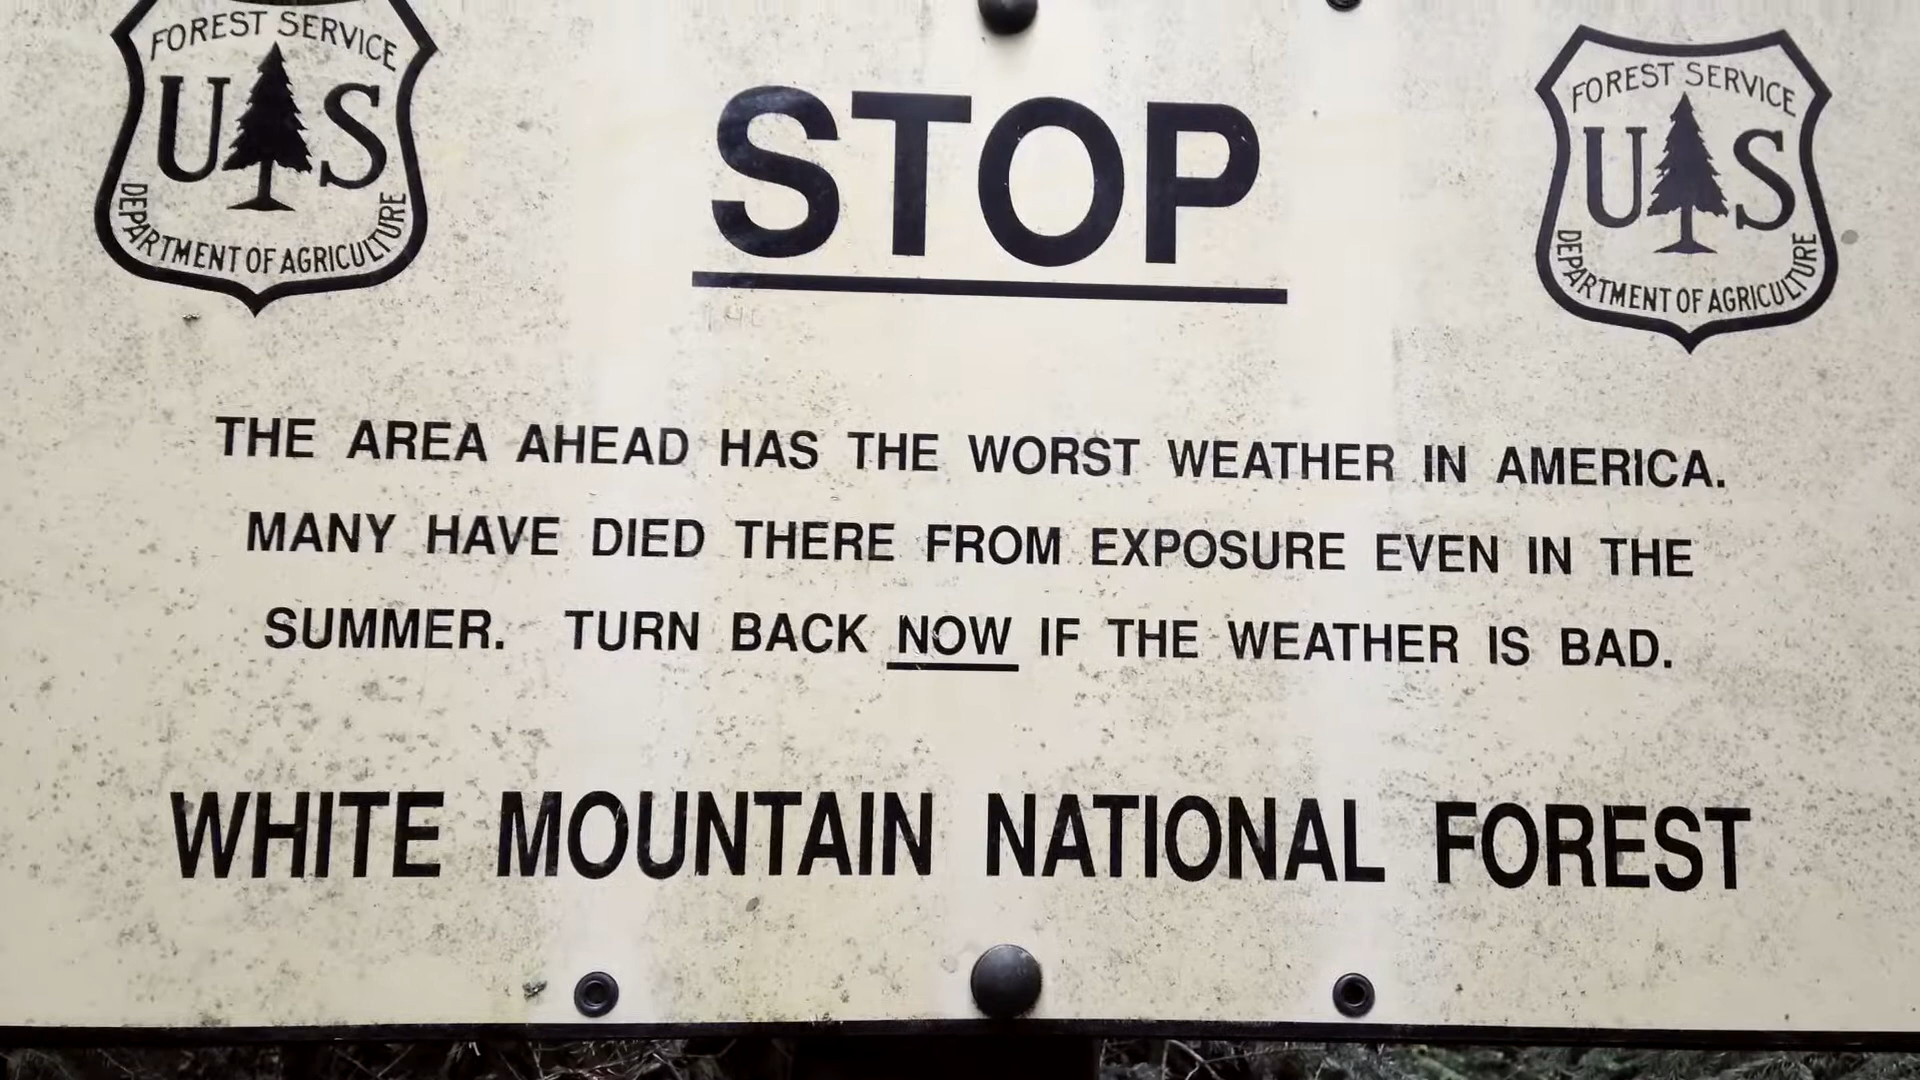 FOREST SERVICE
US
DEPARTMENT OF AGRICULTURE
STOP
FOREST SERVICE
US
DEPARTMENT OF AGRICULTURE
THE AREA AHEAD HAS THE WORST WEATHER IN AMERICA.
MANY HAVE DIED THERE FROM EXPOSURE EVEN IN THE
SUMMER. TURN BACK NOW IF THE WEATHER IS BAD.
WHITE MOUNTAIN NATIONAL FOREST